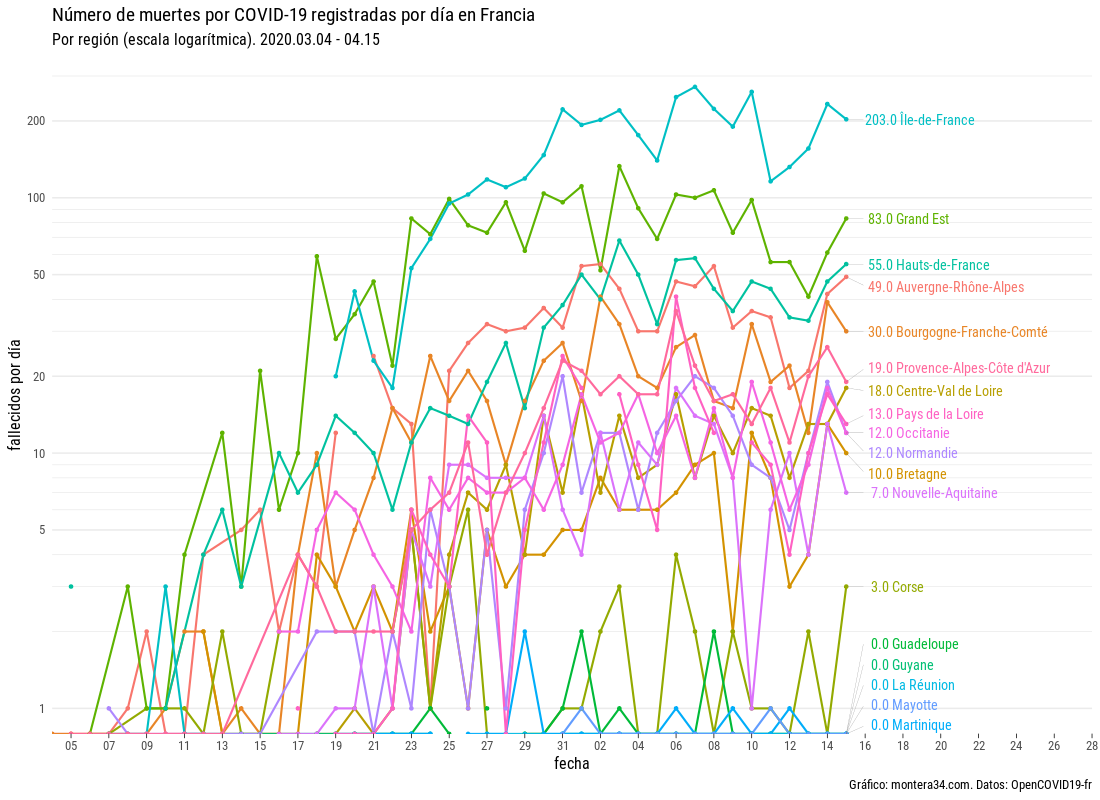 Número de muertes por COVID-19 registradas por día en Francia
Por región (escala logarítmica). 2020.03.04 - 04.15
fallecidos por día
200
100
50
20
10
5
1
203.0 Île-de-France
83.0 Grand Est
55.0 Hauts-de-France
49.0 Auvergne-Rhône-Alpes
30.0 Bourgogne-Franche-Comté
19.0 Provence-Alpes-Côte d'Azur
18.0 Centre-Val de Loire
13.0 Pays de la Loire
12.0 Occitanie
12.0 Normandie
10.0 Bretagne
7.0 Nouvelle-Aquitaine
3.0 Corse
0.0 Guadeloupe
0.0 Guyane
0.0 La Réunion
0.0 Mayotte
0.0 Martinique
05 07 09 11 13 15 17 19 21 23 25 27 29 31 02 04 06 08 10 12 14 16 18 20 22 24 26 28
fecha
Gráfico: montera34.com. Datos: OpenCOVID19-fr